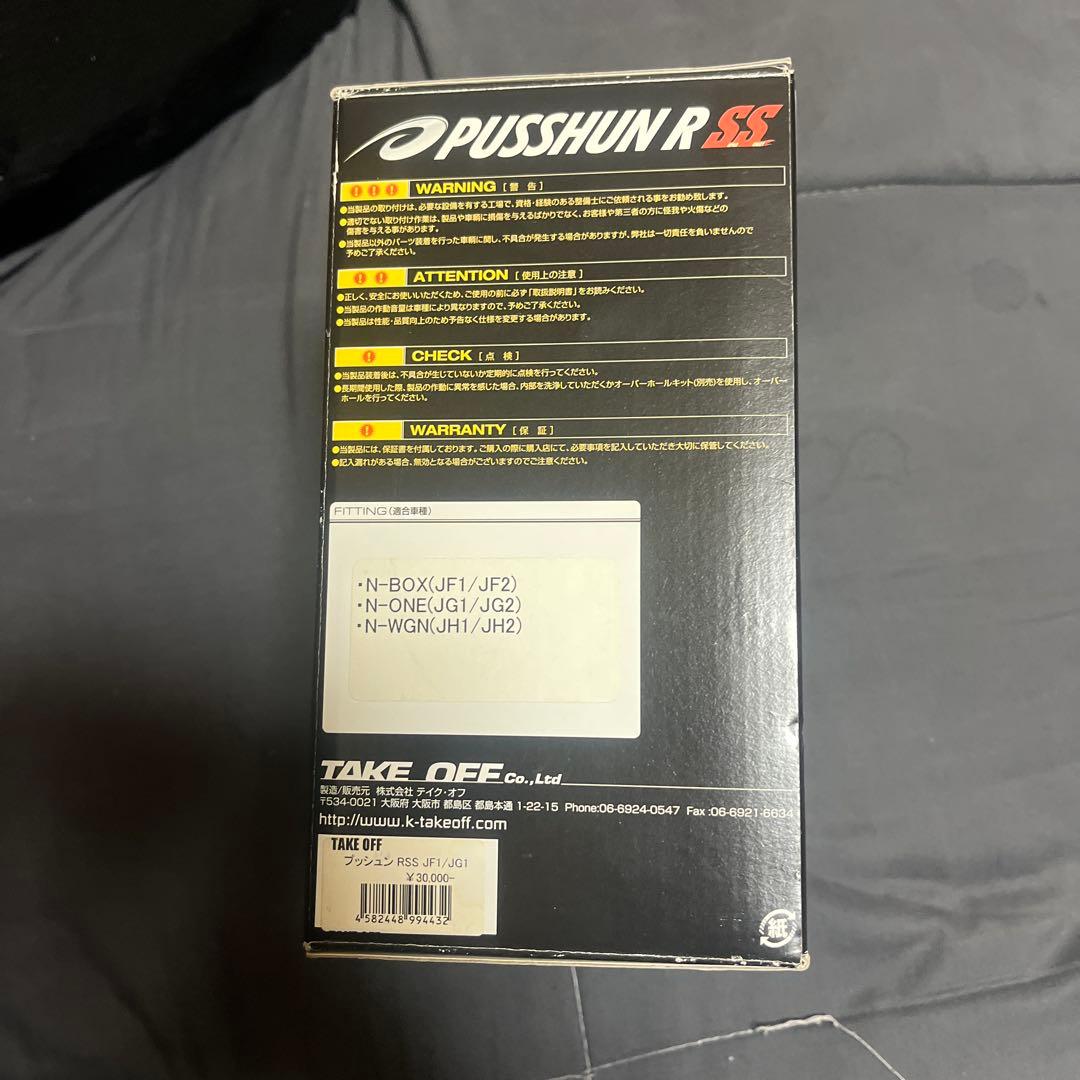 PUSSHUN R SS
!!! WARNING [警 告]
●当製品の取り付けは、必要な設備を有する工場で、資格・経験のある整備士にご依頼される事をお勧め致します。
●適切でない取り付け作業は、製品や車輌に損傷を与えるばかりでなく、お客様や第三者の方に怪我や火傷などの
傷害を与える事があります。
●当製品以外のパーツ装着を行った車輌に関し、不具合が発生する場合がありますが、弊社は一切責任を負いませんので
予めご了承ください。
!! ATTENTION [使用上の注意]
●正しく、安全にお使いいただくため、ご使用の前に必ず「取扱説明書」をお読みください。
●当製品の作動音量は車種により異なりますので、予めご了承ください。
●当製品は性能・品質向上のため予告なく仕様を変更する場合があります。
! CHECK [点 検]
●当製品装着後は、不具合が生じていないか定期的に点検を行ってください。
●長期間使用した際、製品の作動に異常を感じた場合、内部を洗浄していただくかオーバーホールキット(別売)を使用し、オーバー
ホールを行ってください。
! WARRANTY [保 証]
●当製品には、保証書を付属しております。ご購入の際に購入店にて、必要事項を記入していただき大切に保管してください。
●記入漏れがある場合、無効となる場合がございますのでご注意ください。
FITTING(適合車種)
・N-BOX(JF1/JF2)
・N-ONE(JG1/JG2)
・N-WGN(JH1/JH2)
TAKE OFF Co.,Ltd
製造/販売元 株式会社 テイク・オフ
〒534-0021 大阪府 大阪市 都島区 都島本通 1-22-15 Phone:06-6924-0547 Fax:06-6921-6634
http://www.k-takeoff.com
TAKE OFF
プッシュン RSS JF1/JG1
￥30,000-
4 582448 994432
紙